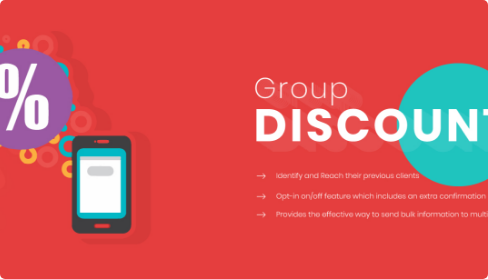 %
Group
DISCOUNT
Identify and Reach their previous clients
Opt-in on/off feature which includes an extra confirmation
Provides the effective way to send bulk information to multi